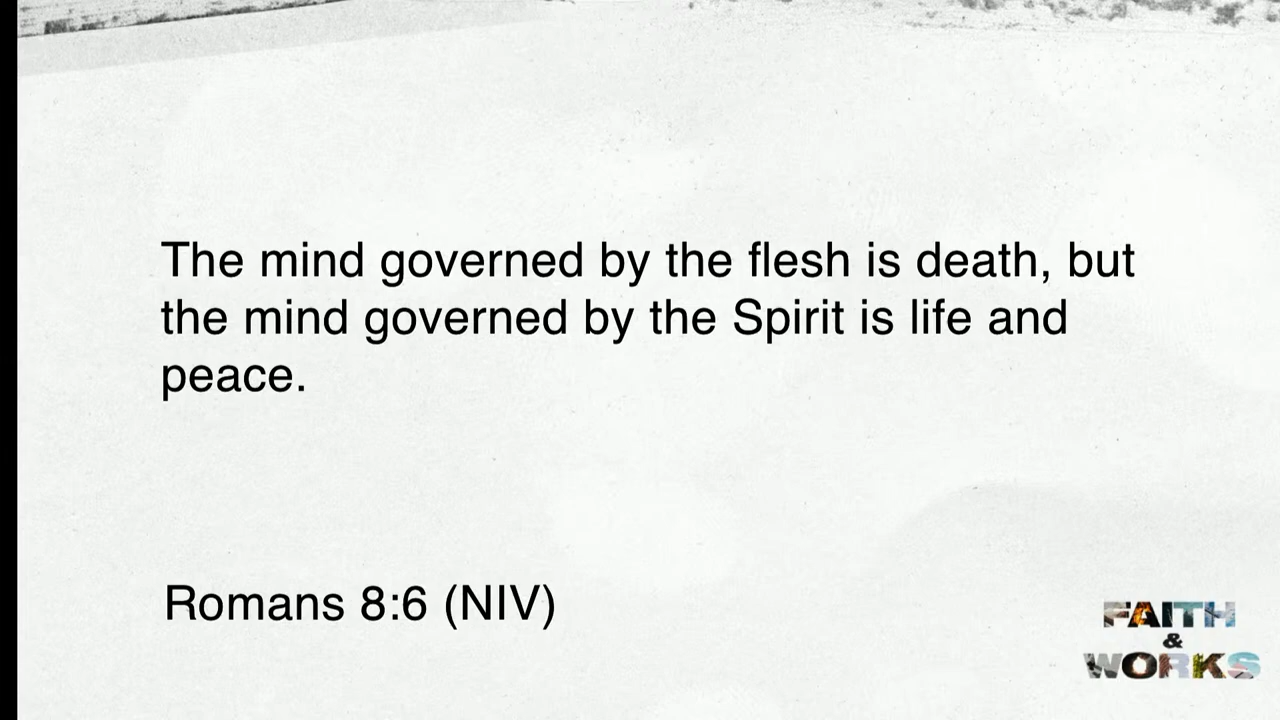 The mind governed by the flesh is death, but
the mind governed by the Spirit is life and
peace.
Romans 8:6 (NIV)
FAITH
&
WORKS